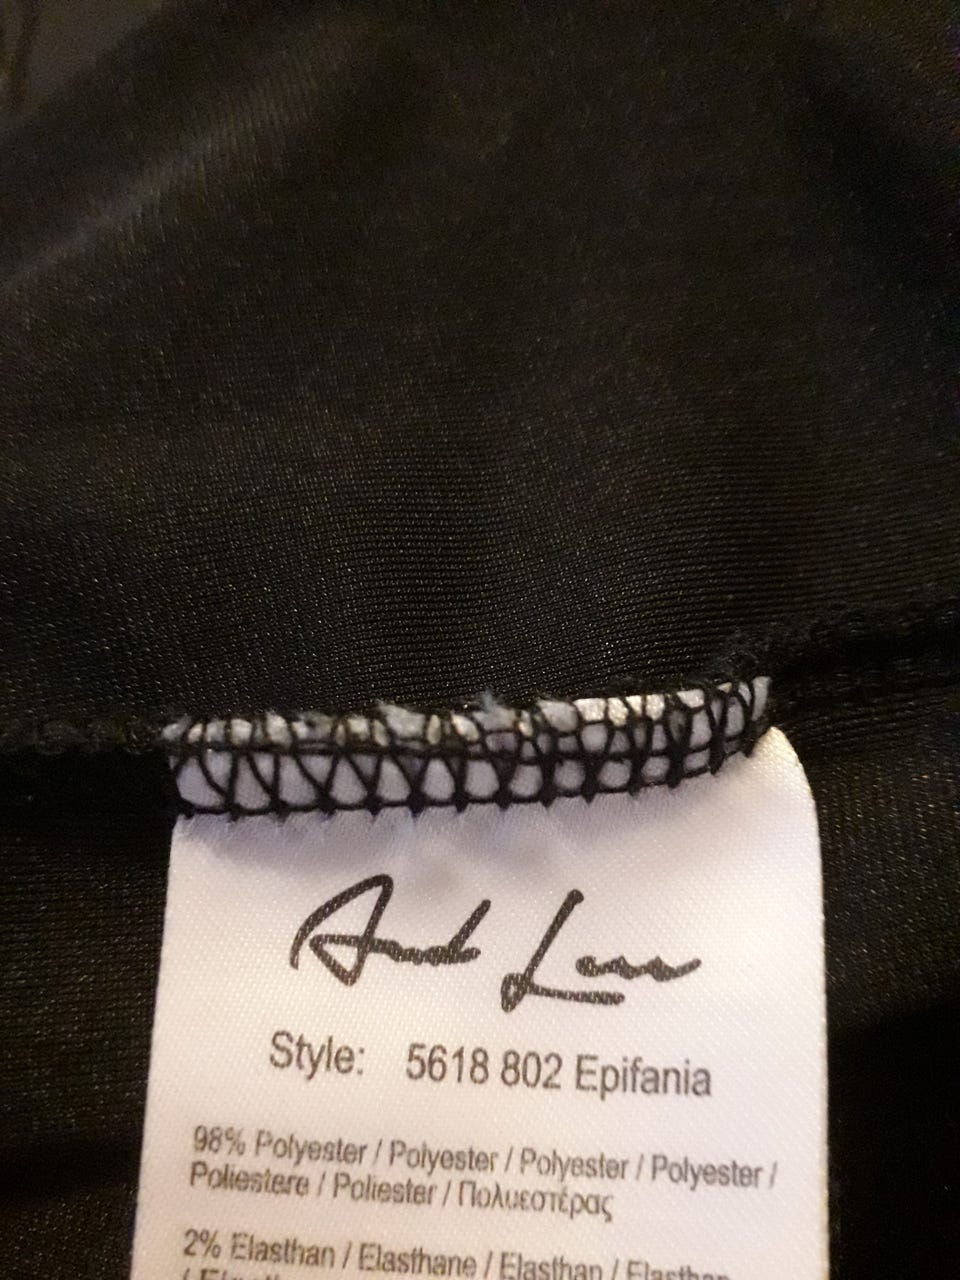 Style: 5618 802 Epifania
98% Polyester / Polyester / Polyester / Polyester /
Poliestere / Poliester / Πολυεστέρας
2% Elasthan / Elasthane / Elasthan / Elasthan